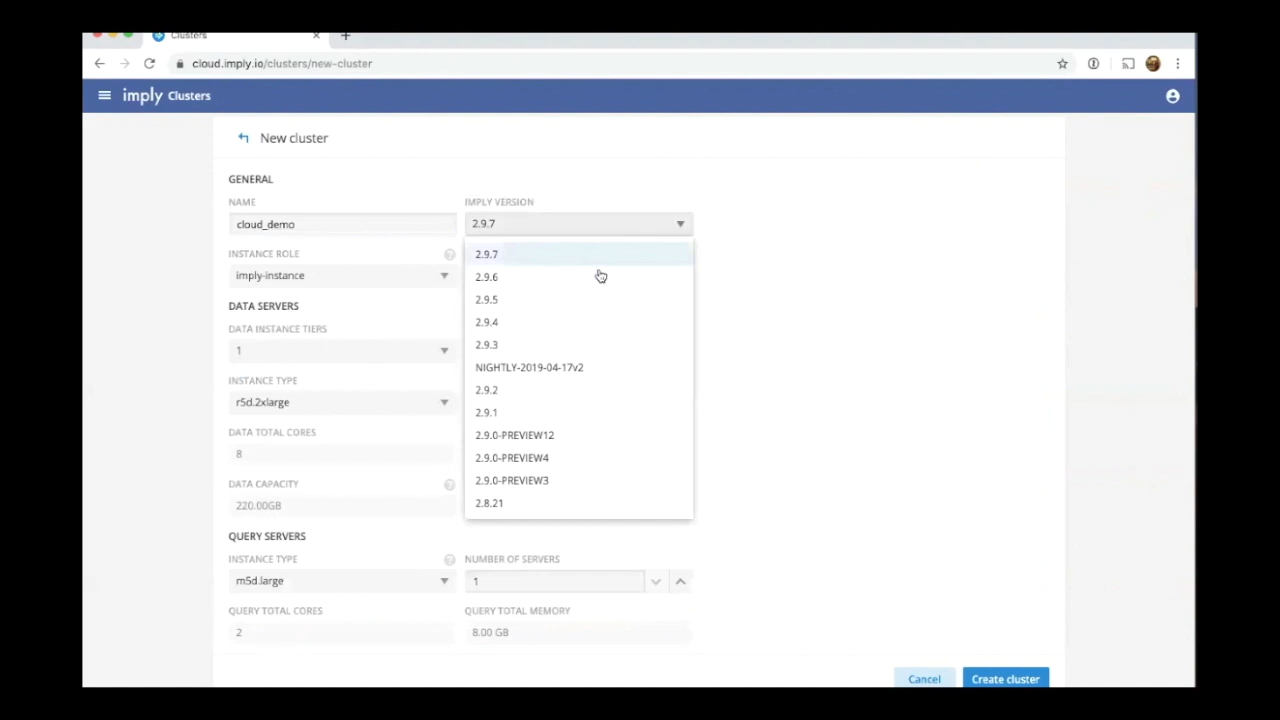 Clusters
cloud.imply.io/clusters/new-cluster
imply Clusters
New cluster
GENERAL
NAME
IMPLY VERSION
cloud_demo
2.9.7
INSTANCE ROLE
imply-instance
DATA SERVERS
DATA INSTANCE TIERS
1
INSTANCE TYPE
r5d.2xlarge
DATA TOTAL CORES
8
DATA CAPACITY
220.00GB
2.9.7
2.9.6
2.9.5
2.9.4
2.9.3
NIGHTLY-2019-04-17v2
2.9.2
2.9.1
2.9.0-PREVIEW12
2.9.0-PREVIEW4
2.9.0-PREVIEW3
2.8.21
QUERY SERVERS
INSTANCE TYPE
NUMBER OF SERVERS
m5d.large
1
QUERY TOTAL CORES
QUERY TOTAL MEMORY
2
8.00 GB
Cancel
Create cluster